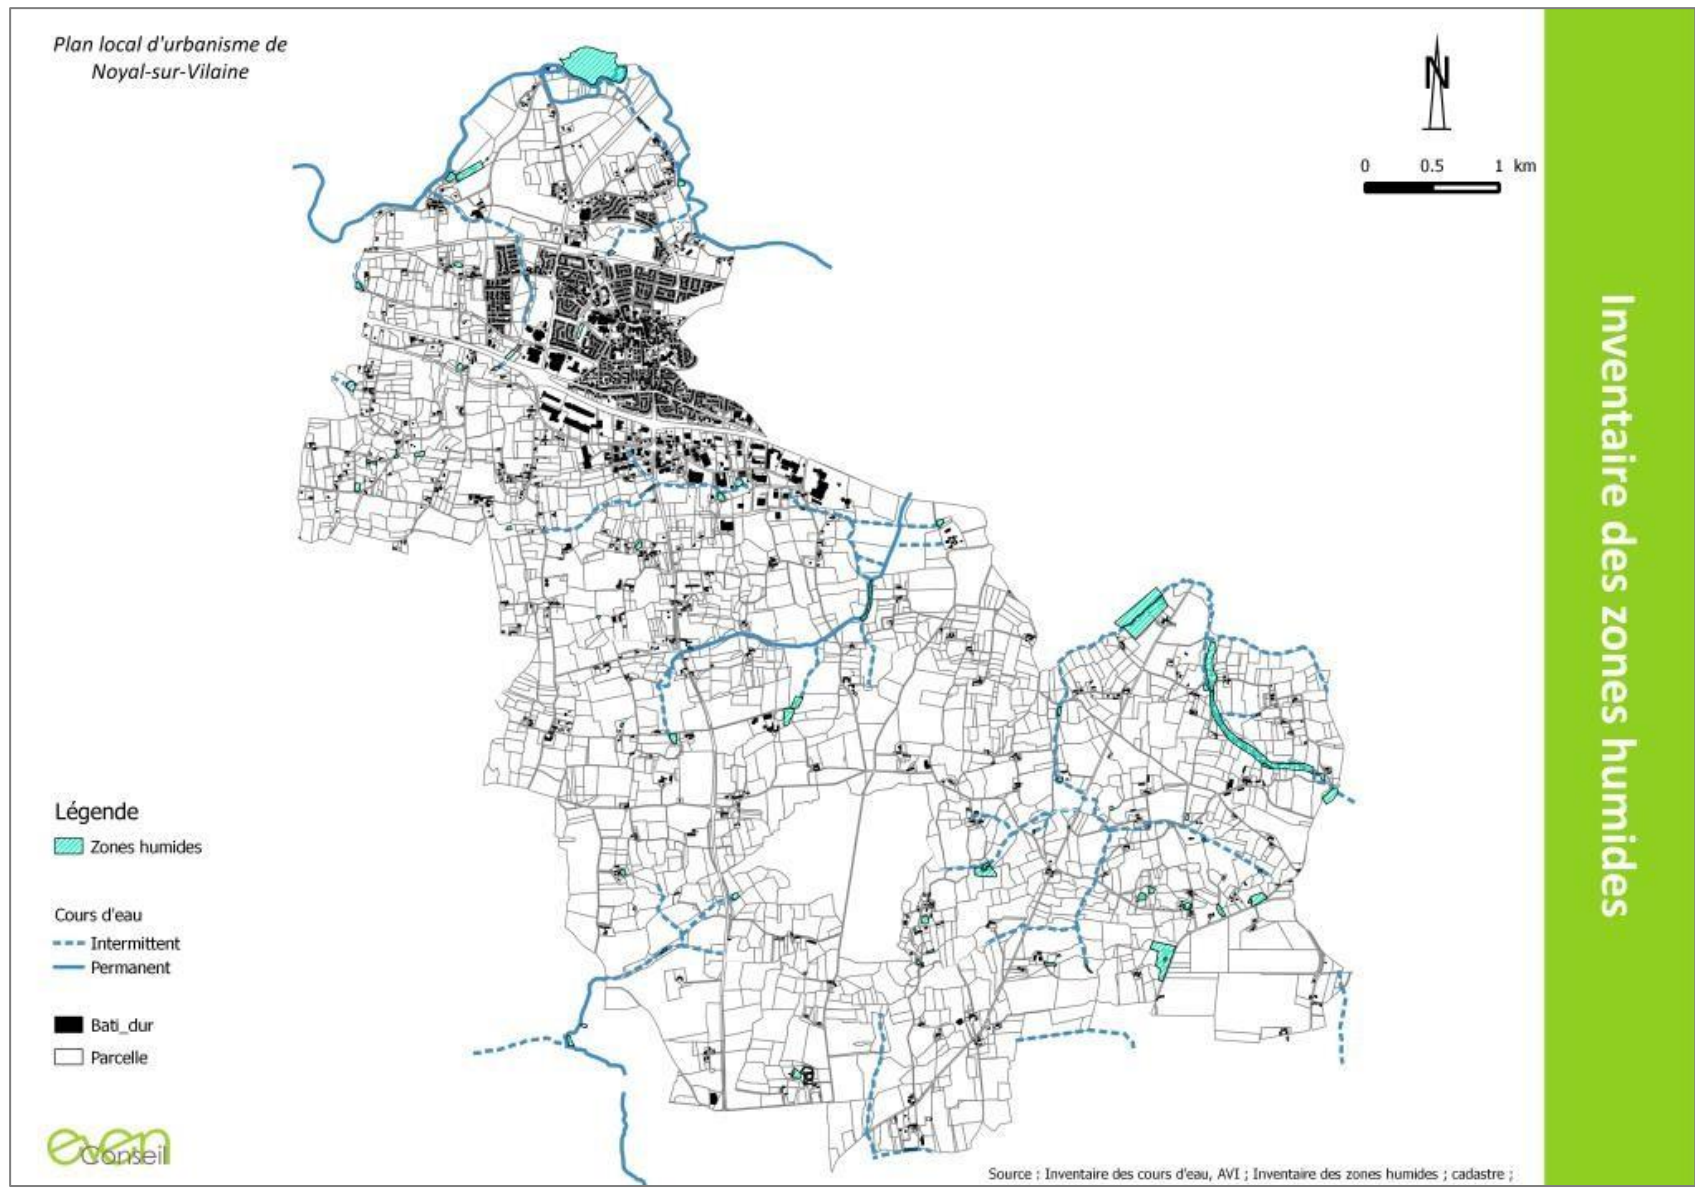 Plan local d'urbanisme de
Noyal-sur-Vilaine
N
0 0.5 1 km
Inventaire des zones humides
Légende
Zones humides
Cours d'eau
Intermittent
Permanent
Bati_dur
Parcelle
even
Conseil
Source : Inventaire des cours d'eau, AVI ; Inventaire des zones humides ; cadastre ;